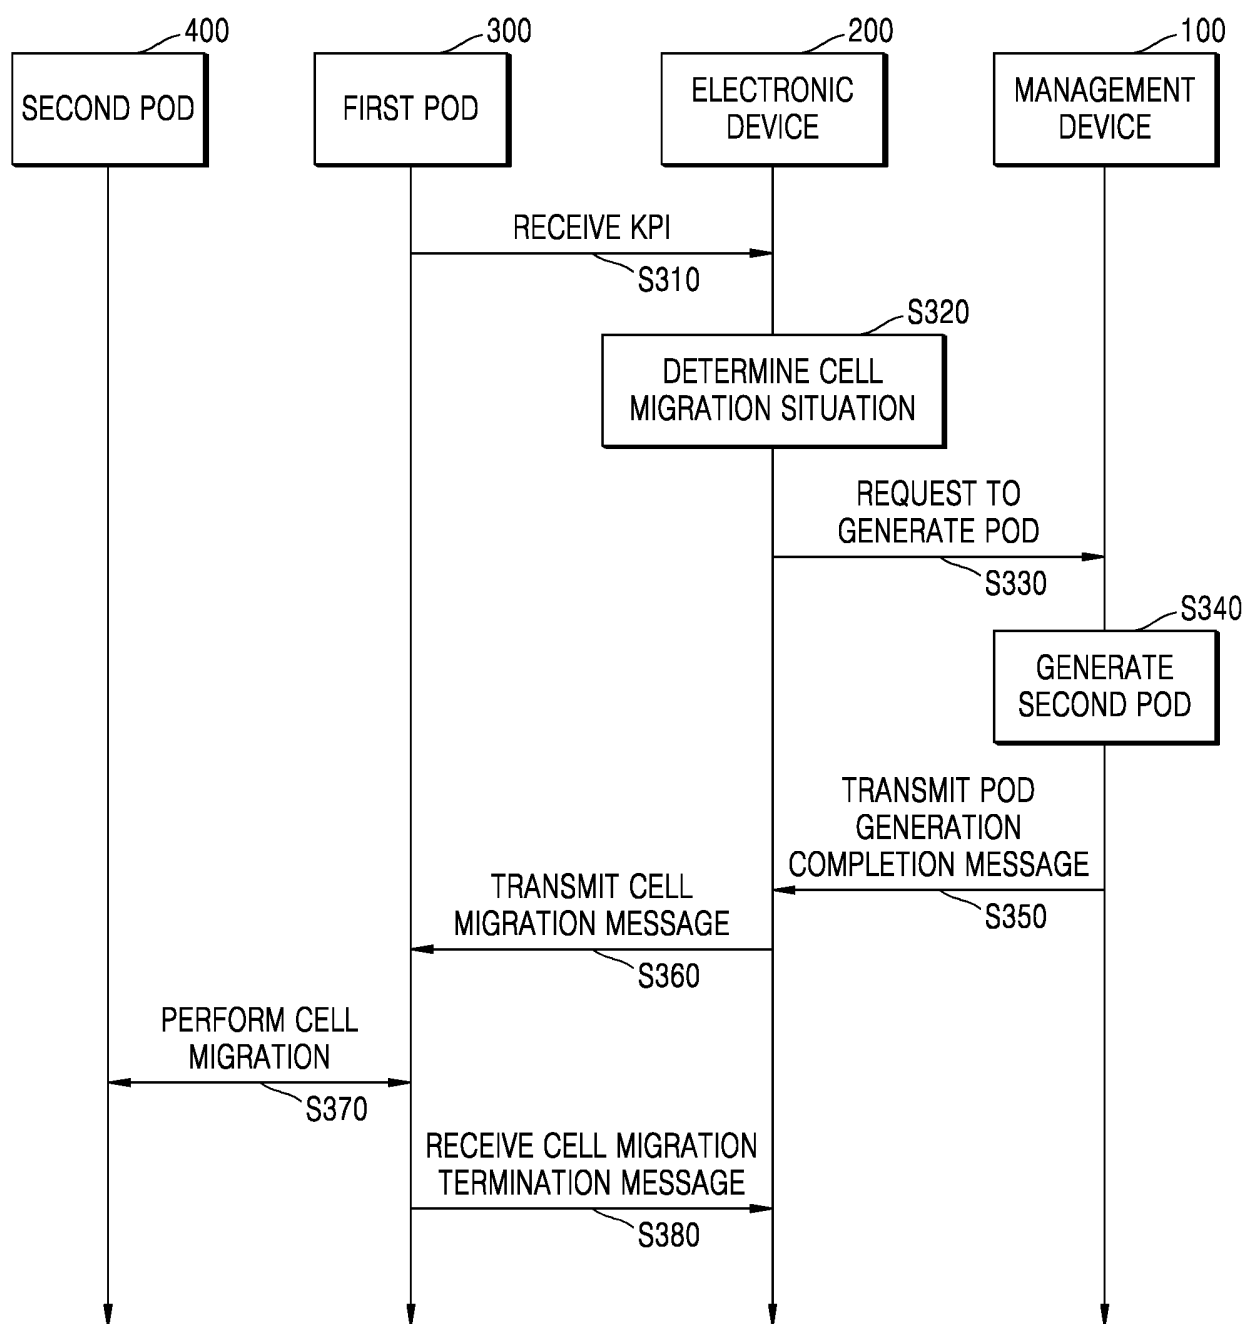 400
300
200
100
SECOND POD
FIRST POD
ELECTRONIC
DEVICE
MANAGEMENT
DEVICE
RECEIVE KPI
S310
S320
DETERMINE CELL
MIGRATION SITUATION
REQUEST TO
GENERATE POD
S330
S340
GENERATE
SECOND POD
TRANSMIT POD
GENERATION
COMPLETION MESSAGE
S350
TRANSMIT CELL
MIGRATION MESSAGE
S360
PERFORM CELL
MIGRATION
S370
RECEIVE CELL MIGRATION
TERMINATION MESSAGE
S380